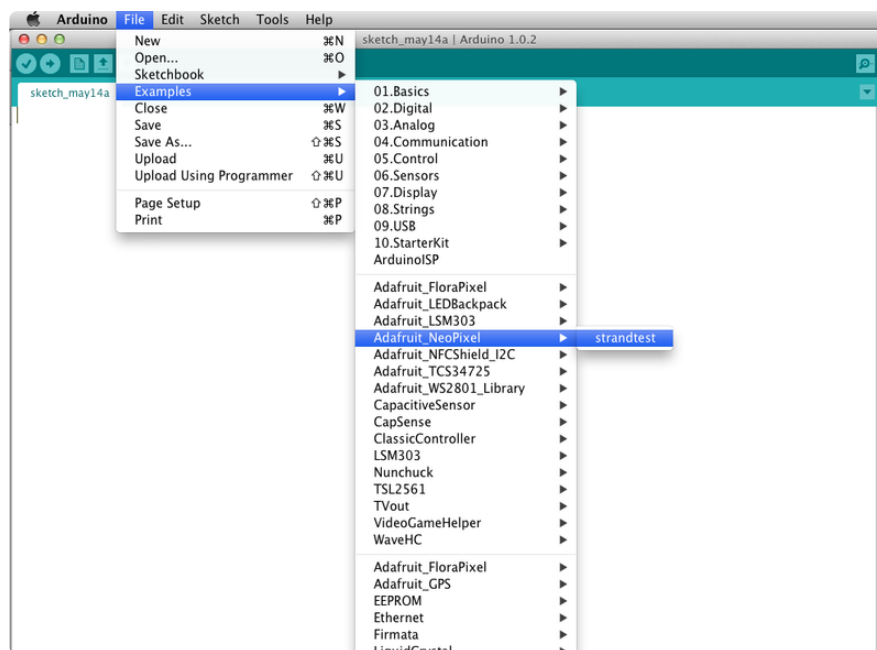 Arduino File Edit Sketch Tools Help
sketch_may14a | Arduino 1.0.2
sketch_may14a
New ⌘N
Open... ⌘O
Sketchbook ▶
Examples ▶
Close ⌘W
Save ⌘S
Save As... ⇧⌘S
Upload ⌘U
Upload Using Programmer ⇧⌘U
Page Setup ⇧⌘P
Print ⌘P
01.Basics ▶
02.Digital ▶
03.Analog ▶
04.Communication ▶
05.Control ▶
06.Sensors ▶
07.Display ▶
08.Strings ▶
09.USB ▶
10.StarterKit ▶
ArduinoISP
Adafruit_FloraPixel ▶
Adafruit_LEDBackpack ▶
Adafruit_LSM303 ▶
Adafruit_NeoPixel ▶
strandtest
Adafruit_NFCShield_I2C ▶
Adafruit_TCS34725 ▶
Adafruit_WS2801_Library ▶
CapacitiveSensor ▶
CapSense ▶
ClassicController ▶
LSM303 ▶
Nunchuck ▶
TSL2561 ▶
TVout ▶
VideoGameHelper ▶
WaveHC ▶
Adafruit_FloraPixel ▶
Adafruit_GPS ▶
EEPROM ▶
Ethernet ▶
Firmata ▶
LiquidCrystal ▶